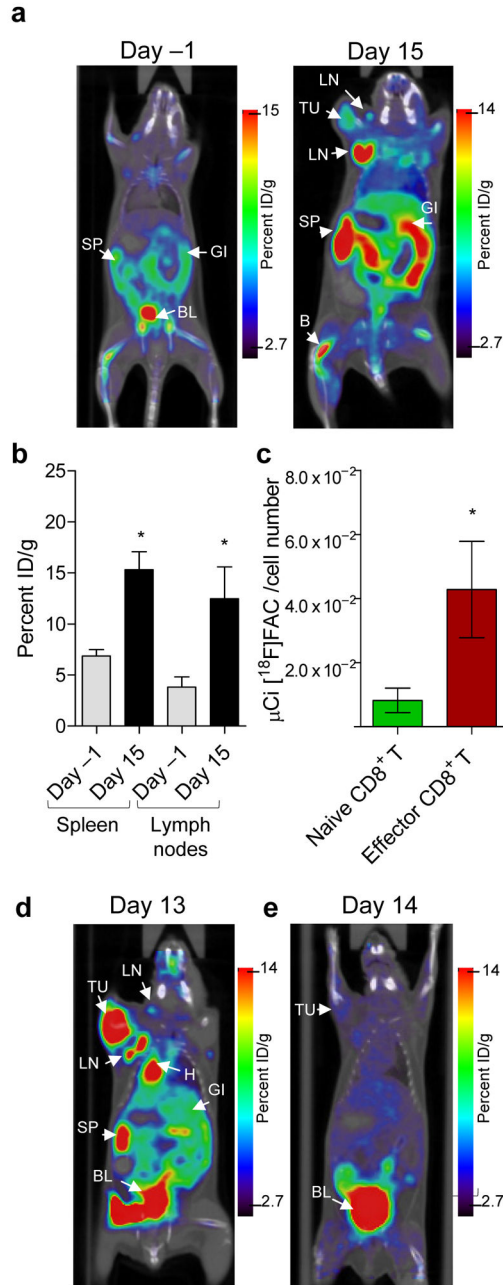 a
Day –1
Day 15
SP
GI
BL
15
Percent ID/g
2.7
LN
TU
LN
SP
GI
B
14
Percent ID/g
2.7
b
Percent ID/g
25
20
15
10
5
0
*
*
Day –1
Day 15
Day –1
Day 15
Spleen
Lymph
nodes
c
μCi [¹⁸F]FAC /cell number
8.0 x 10⁻²
6.0 x 10⁻²
4.0 x 10⁻²
2.0 x 10⁻²
*
Naive CD8⁺ T
Effector CD8⁺ T
d
Day 13
LN
TU
LN
H
GI
SP
BL
14
Percent ID/g
2.7
e
Day 14
TU
BL
14
Percent ID/g
2.7